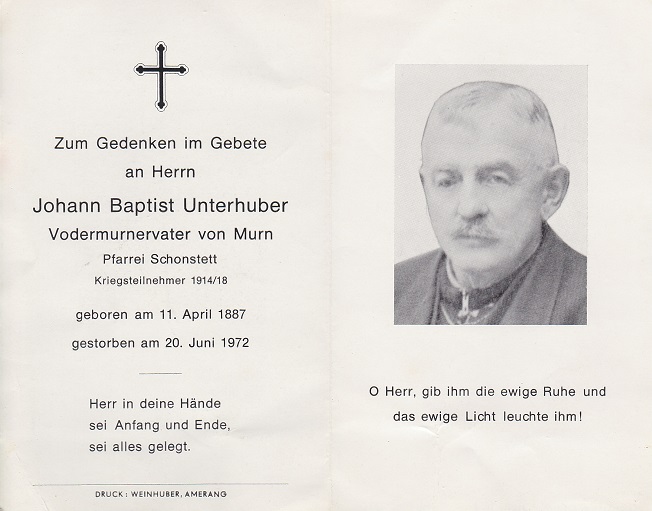 Zum Gedenken im Gebete
an Herrn
Johann Baptist Unterhuber
Vodermurnervater von Murn
Pfarrei Schonstett
Kriegsteilnehmer 1914/18
geboren am 11. April 1887
gestorben am 20. Juni 1972
Herr in deine Hände
sei Anfang und Ende,
sei alles gelegt.
DRUCK: WEINHUBER, AMERANG
O Herr, gib ihm die ewige Ruhe und
das ewige Licht leuchte ihm!